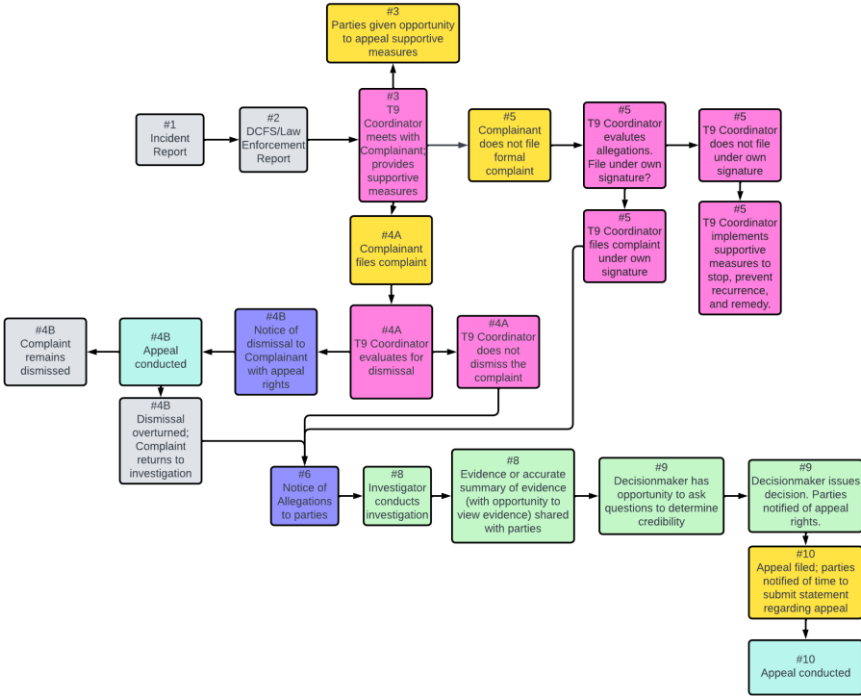 #3
Parties given opportunity
to appeal supportive
measures
#1
Incident
Report
#2
DCFS/Law
Enforcement
Report
#3
T9
Coordinator
meets with
Complainant;
provides
supportive
measures
#5
Complainant
does not file
formal
complaint
#5
T9 Coordinator
evalutes
allegations.
File under own
signature?
#5
T9 Coordinator
does not file
under own
signature
#4A
Complainant
files complaint
#5
T9 Coordinator
files complaint
under own
signature
#5
T9 Coordinator
implements
supportive
measures to
stop, prevent
recurrence,
and remedy.
#4B
Complaint
remains
dismissed
#4B
Appeal
conducted
#4B
Notice of
dismissal to
Complainant
with appeal
rights
#4A
T9 Coordinator
evaluates for
dismissal
#4A
T9 Coordinator
does not
dismiss the
complaint
#4B
Dismissal
overturned;
Complaint
returns to
investigation
#6
Notice of
Allegations
to parties
#8
Investigator
conducts
investigation
#8
Evidence or accurate
summary of evidence
(with opportunity to
view evidence) shared
with parties
#9
Decisionmaker has
opportunity to ask
questions to determine
credibility
#9
Decisionmaker issues
decision. Parties
notified of appeal
rights.
#10
Appeal filed; parties
notified of time to
submit statement
regarding appeal
#10
Appeal conducted